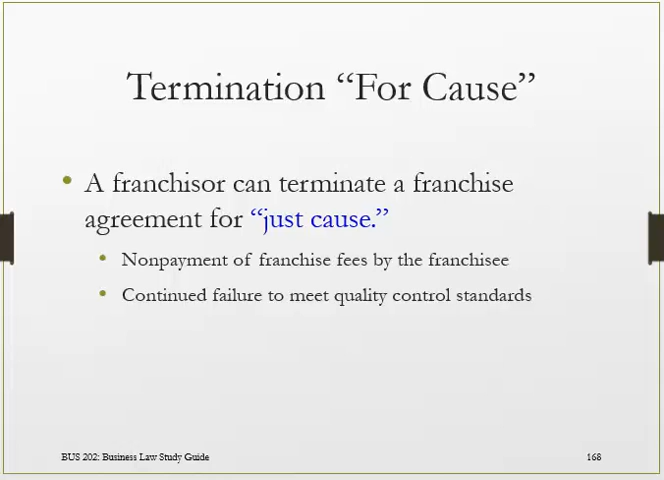 Termination “For Cause”
• A franchisor can terminate a franchise
agreement for “just cause.”
• Nonpayment of franchise fees by the franchisee
• Continued failure to meet quality control standards
BUS 202: Business Law Study Guide
168